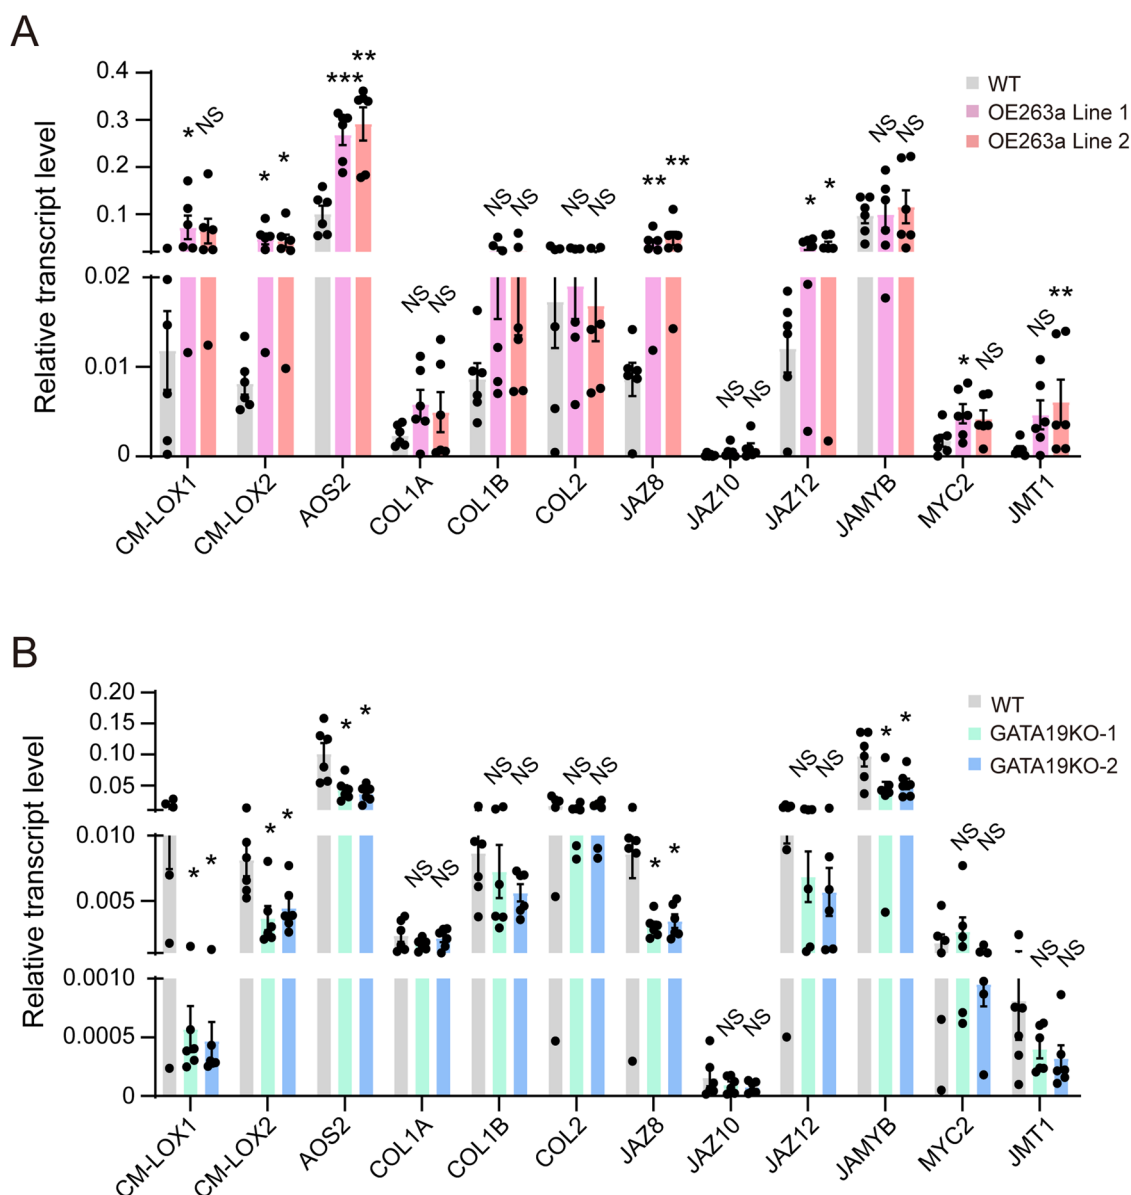 A
Relative transcript level
0.4
0.3
0.2
0.1
0.02
0.01
0
WT
OE263a Line 1
OE263a Line 2
* NS
* *
*** **
NS NS
NS NS
NS NS
** **
NS NS
* *
NS NS
* NS
NS **
CM-LOX1
CM-LOX2
AOS2
COL1A
COL1B
COL2
JAZ8
JAZ10
JAZ12
JAMYB
MYC2
JMT1
B
Relative transcript level
0.20
0.15
0.10
0.05
0.010
0.005
0.0010
0.0005
0
WT
GATA19KO-1
GATA19KO-2
* *
* *
* *
NS NS
NS NS
NS NS
* *
NS NS
NS NS
* *
NS NS
NS NS
CM-LOX1
CM-LOX2
AOS2
COL1A
COL1B
COL2
JAZ8
JAZ10
JAZ12
JAMYB
MYC2
JMT1